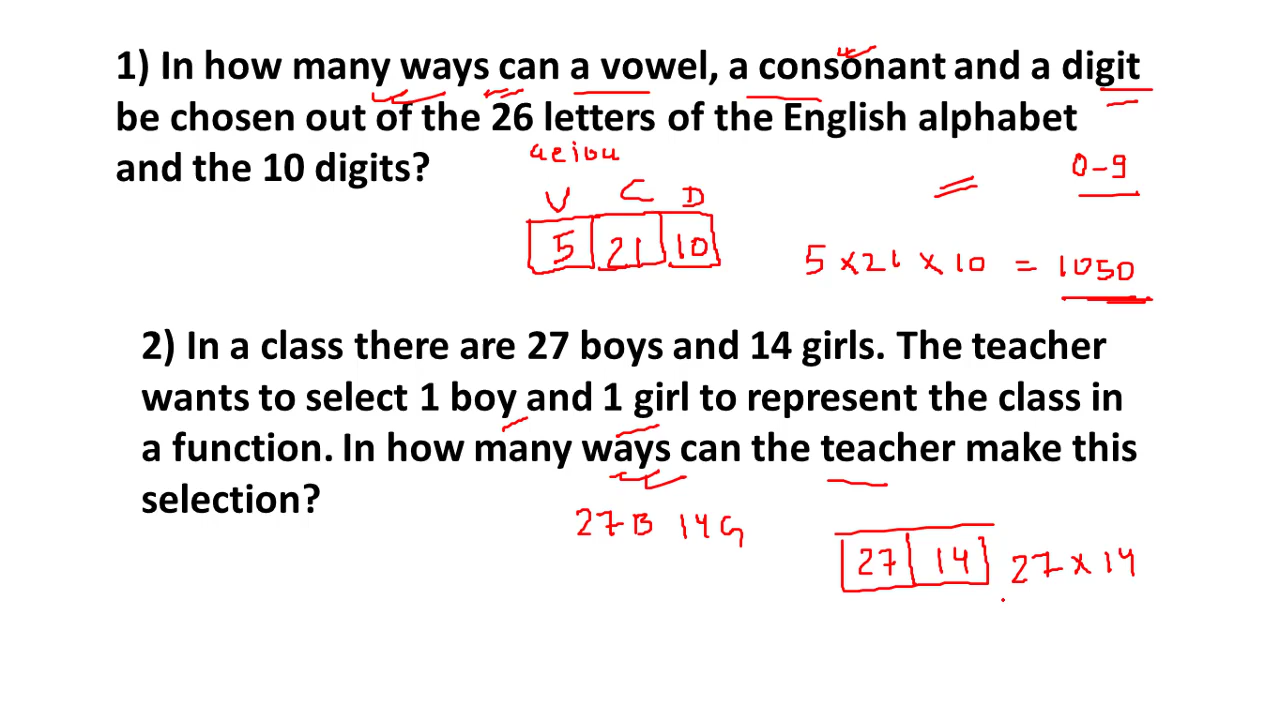 1) In how many ways can a vowel, a consonant and a digit
be chosen out of the 26 letters of the English alphabet
and the 10 digits?
aeiou
0-9
V C D
5 21 10
5 × 21 × 10 = 1050
2) In a class there are 27 boys and 14 girls. The teacher
wants to select 1 boy and 1 girl to represent the class in
a function. In how many ways can the teacher make this
selection?
27B 14G
27 14 27 × 14